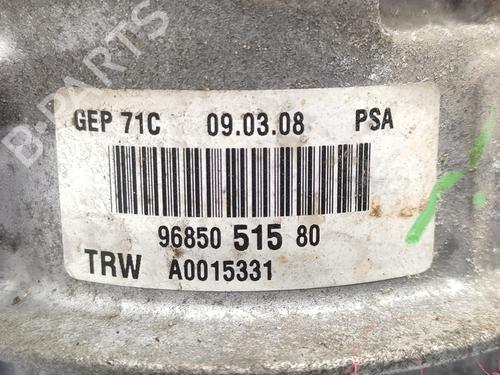 B-PARTS
GEP 71C 09.03.08 PSA
96850 515 80
TRW A0015331